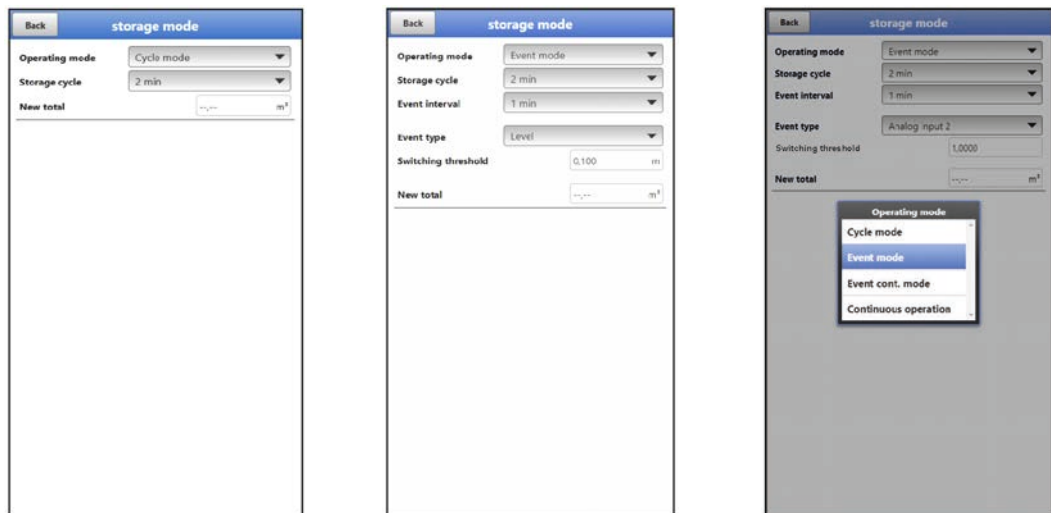 Back storage mode
Operating mode Cycle mode
Storage cycle 2 min
New total --,-- m³
Back storage mode
Operating mode Event mode
Storage cycle 2 min
Event interval 1 min
Event type Level
Switching threshold 0,100 m
New total --,-- m³
Back storage mode
Operating mode Event mode
Storage cycle 2 min
Event interval 1 min
Event type Analog input 2
Switching threshold 1,0000
New total --,-- m³
Operating mode
Cycle mode
Event mode
Event cont. mode
Continuous operation